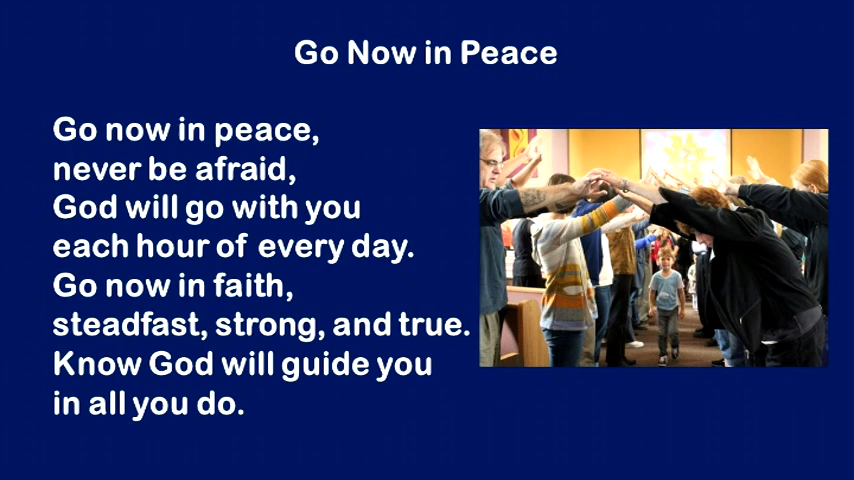 Go Now in Peace
Go now in peace,
never be afraid,
God will go with you
each hour of every day.
Go now in faith,
steadfast, strong, and true.
Know God will guide you
in all you do.